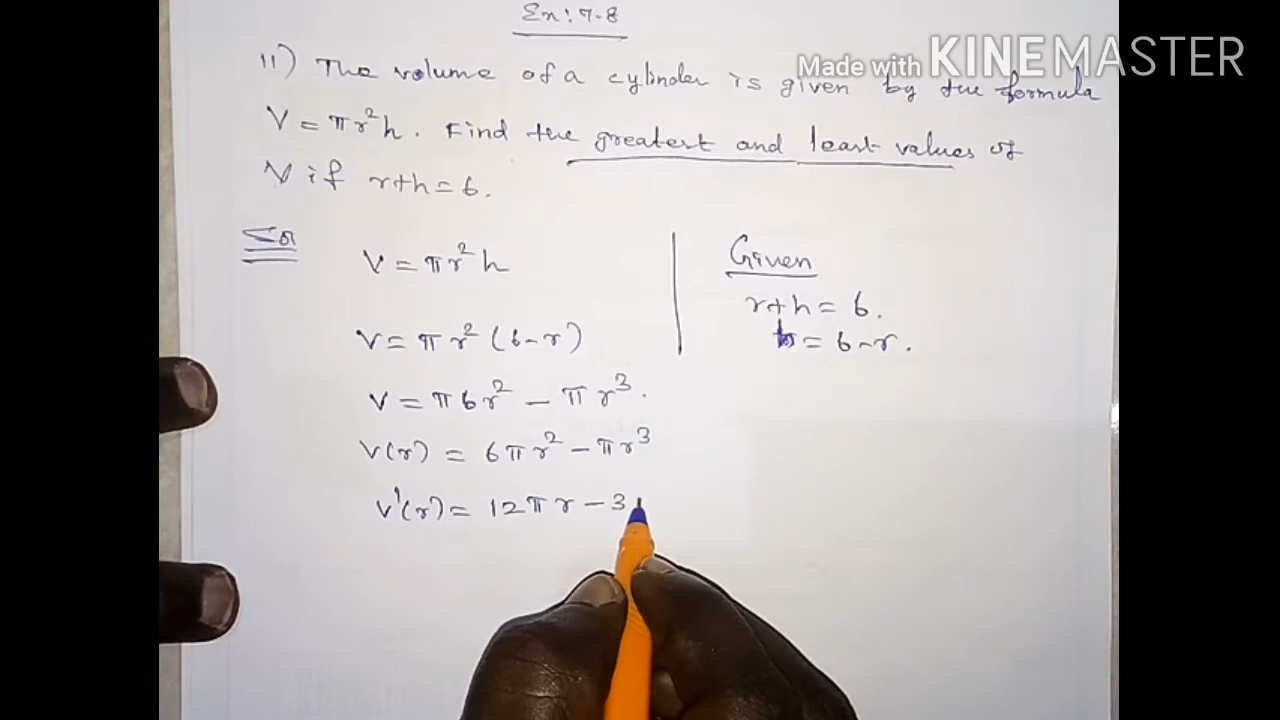 Ex: 7-8
Made with KINEMASTER
11) The volume of a cylinder is given by the formula
V = πr²h. Find the greatest and least values of
V if r+h = 6.
Sol
V = πr²h
Given
r+h = 6.
V = πr²(6-r)
h = 6-r.
V = π6r² - πr³.
V(r) = 6πr² - πr³
V'(r) = 12πr - 3